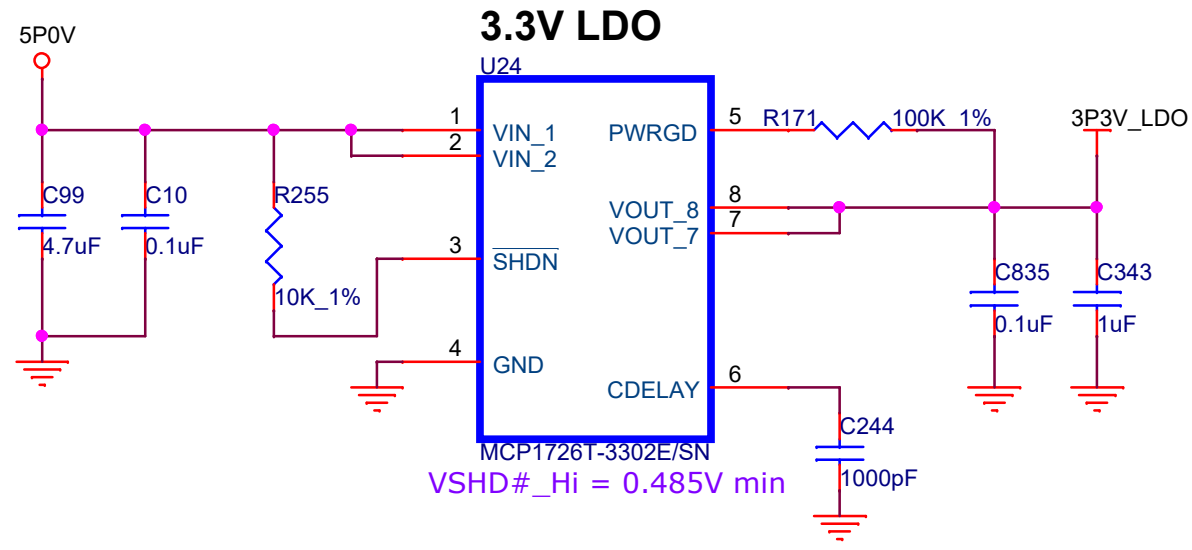 3.3V LDO
5P0V
U24
1
VIN_1
2
VIN_2
3
SHDN
4
GND
PWRGD
5
R171
100K_1%
3P3V_LDO
VOUT_8
8
VOUT_7
7
CDELAY
6
C99
4.7uF
C10
0.1uF
R255
10K_1%
C835
0.1uF
C343
1uF
C244
1000pF
MCP1726T-3302E/SN
VSHD#_Hi = 0.485V min